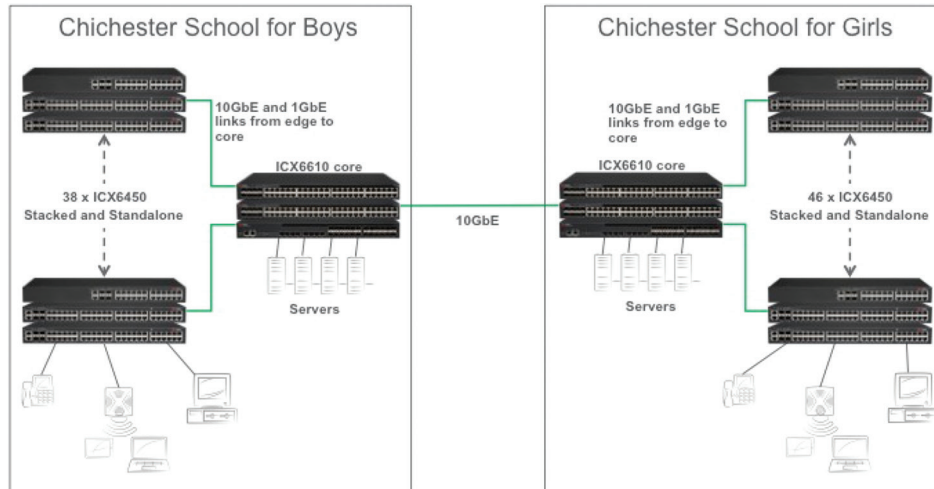 Chichester School for Boys
10GbE and 1GbE
links from edge to
core
ICX6610 core
38 x ICX6450
Stacked and Standalone
Servers
10GbE
Chichester School for Girls
10GbE and 1GbE
links from edge to
core
ICX6610 core
46 x ICX6450
Stacked and Standalone
Servers